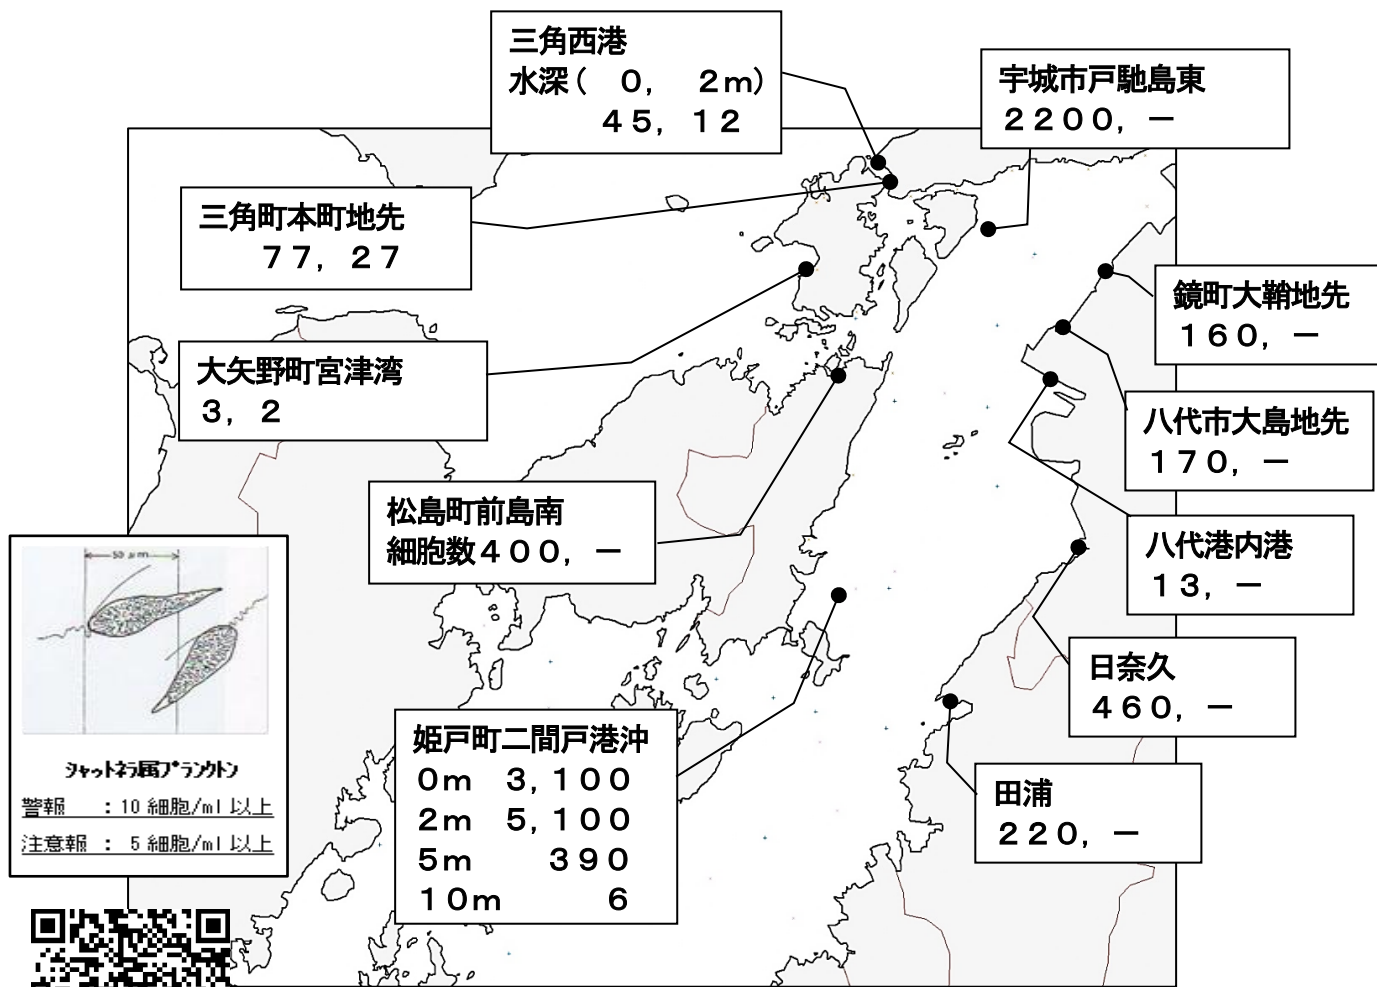 三角西港
水深(　0,　2m)
45, 12
宇城市戸馳島東
2200, －
三角町本町地先
77, 27
鏡町大鞘地先
160, －
大矢野町宮津湾
3, 2
八代市大島地先
170, －
松島町前島南
細胞数400, －
八代港内港
13, －
50 μm
シャットネラ属プランクトン
警報　：10 細胞/ml 以上
注意報 ： 5 細胞/ml 以上
日奈久
460, －
姫戸町二間戸港沖
0m 3,100
2m 5,100
5m 390
10m 6
田浦
220, －